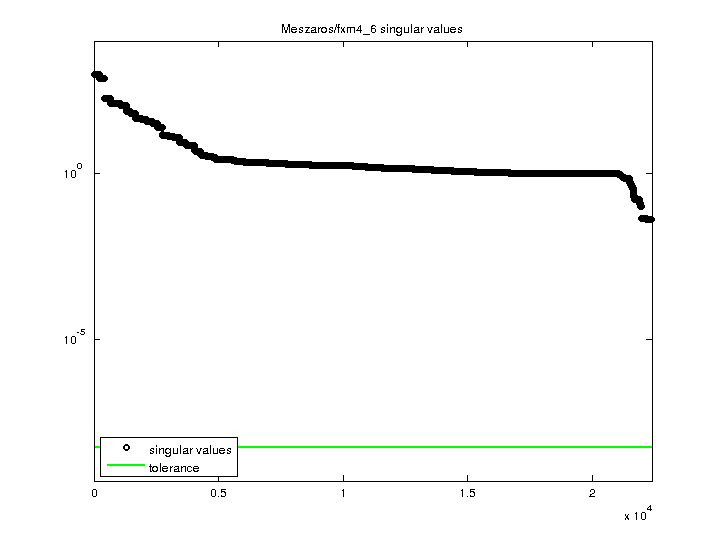 Meszaros/fxm4_6 singular values
10^0
10^-5
singular values
tolerance
0 0.5 1 1.5 2
x 10^4